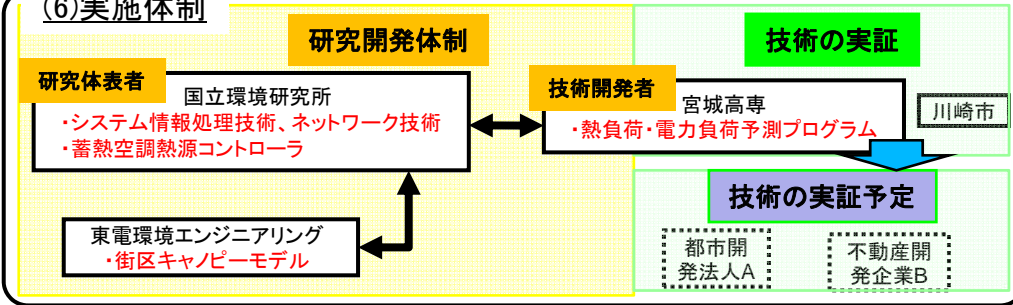 (6)実施体制
研究開発体制
技術の実証
研究体表者
国立環境研究所
・システム情報処理技術、ネットワーク技術
・蓄熱空調熱源コントローラ
技術開発者
宮城高専
・熱負荷・電力負荷予測プログラム
川崎市
技術の実証予定
東電環境エンジニアリング
・街区キャノピーモデル
都市開
発法人A
不動産開
発企業B